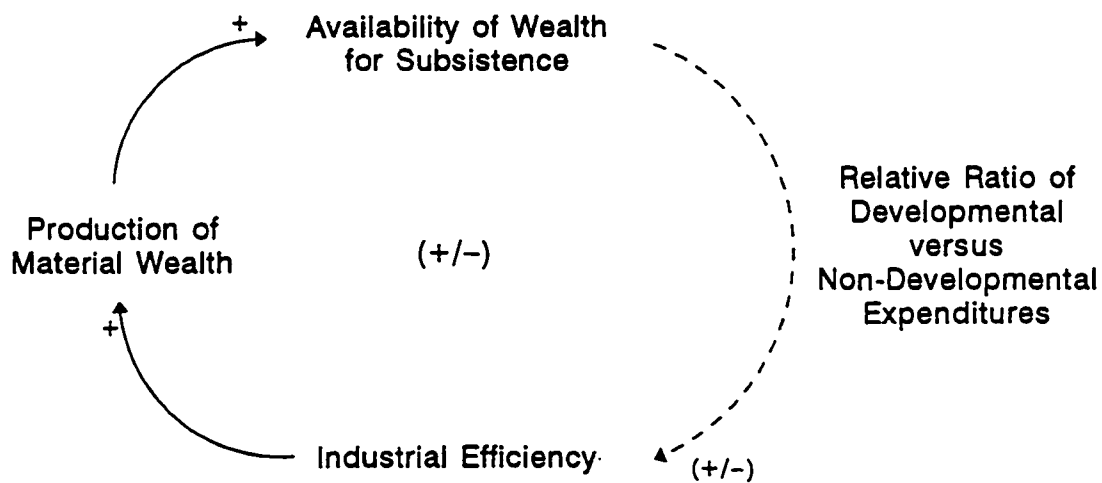 +
Availability of Wealth
for Subsistence
Relative Ratio of
Developmental
versus
Non-Developmental
Expenditures
Production of
Material Wealth
(+/−)
+
Industrial Efficiency
(+/−)